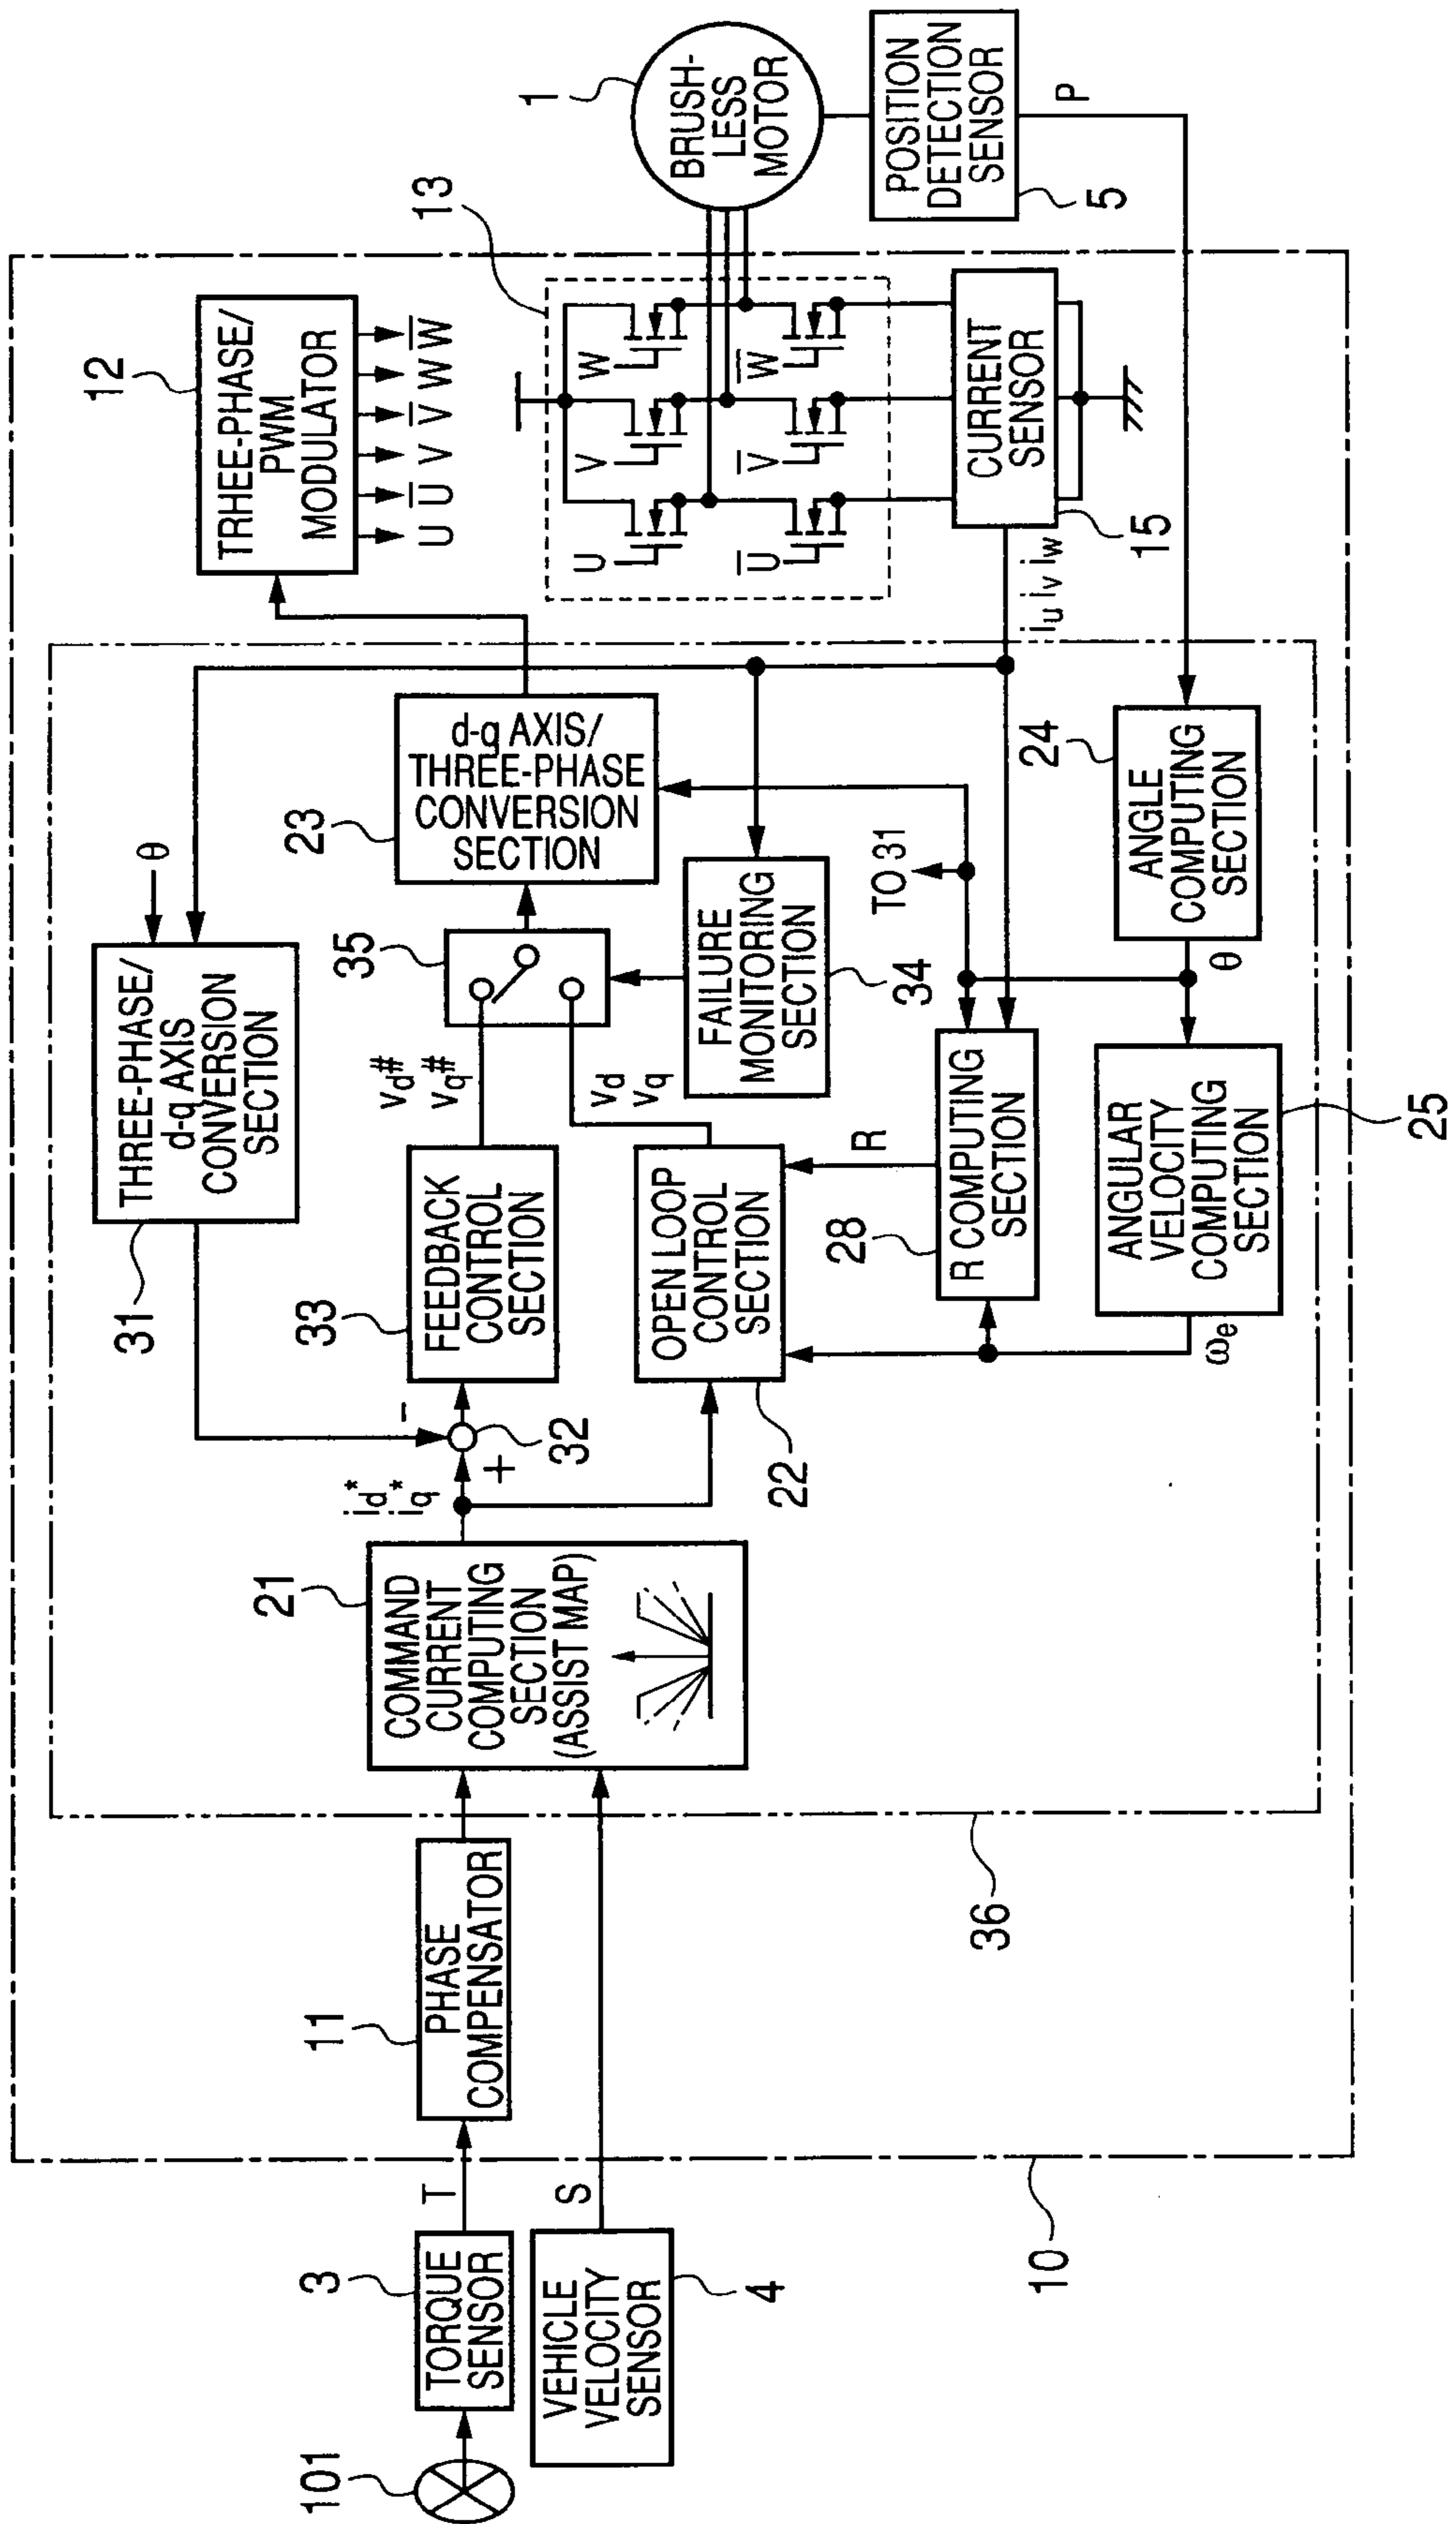 101
3
TORQUE
SENSOR
T
VEHICLE
VELOCITY
SENSOR
4
S
10
11
PHASE
COMPENSATOR
36
21
COMMAND
CURRENT
COMPUTING
SECTION
(ASSIST MAP)
id*
iq*
+
-
32
31
THREE-PHASE/
d-q AXIS
CONVERSION
SECTION
θ
33
FEEDBACK
CONTROL
SECTION
vd#
vq#
22
OPEN LOOP
CONTROL
SECTION
vd
vq
R
35
34
FAILURE
MONITORING
SECTION
23
d-q AXIS/
THREE-PHASE
CONVERSION
SECTION
TO 31
28
R COMPUTING
SECTION
ωe
25
ANGULAR
VELOCITY
COMPUTING
SECTION
θ
24
ANGLE
COMPUTING
SECTION
12
TRHEE-PHASE/
PWM
MODULATOR
U U̅ V V̅ W W̅
13
U V W
U̅ V̅ W̅
iu iv iw
15
CURRENT
SENSOR
1
BRUSH-
LESS
MOTOR
5
POSITION
DETECTION
SENSOR
P